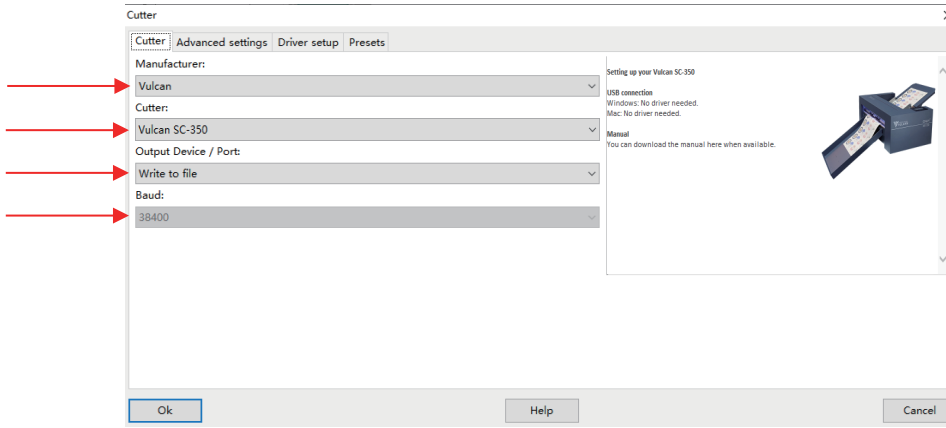 Cutter
Cutter Advanced settings Driver setup Presets
Manufacturer:
Vulcan
Cutter:
Vulcan SC-350
Output Device / Port:
Write to file
Baud:
38400
Setting up your Vulcan SC-350
USB connection
Windows: No driver needed.
Mac: No driver needed.
Manual
You can download the manual here when available.
Ok Help Cancel